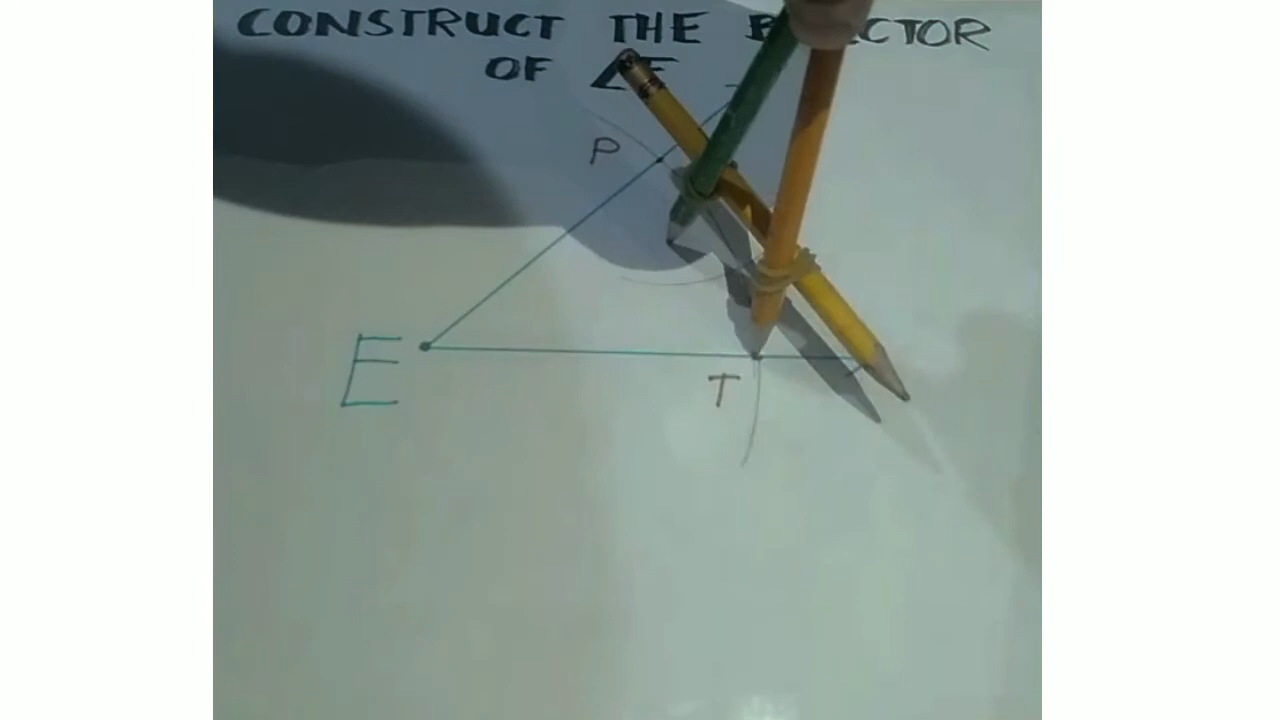 CONSTRUCT THE
OF ∠E
P
E
T